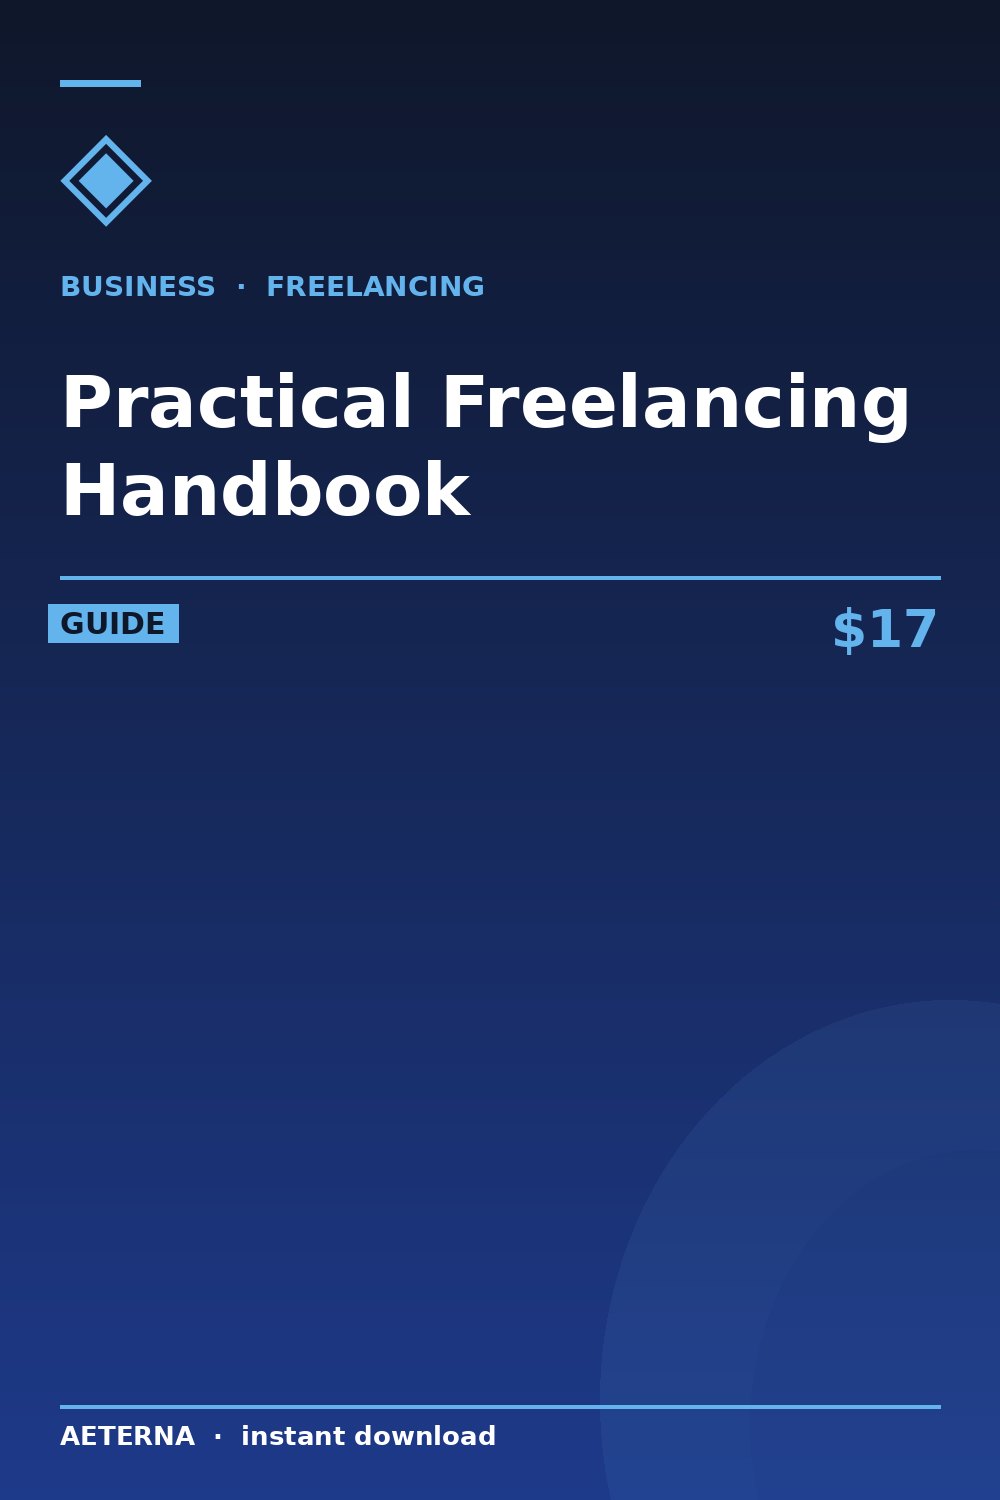 BUSINESS · FREELANCING
Practical Freelancing
Handbook
GUIDE
$17
AETERNA · instant download